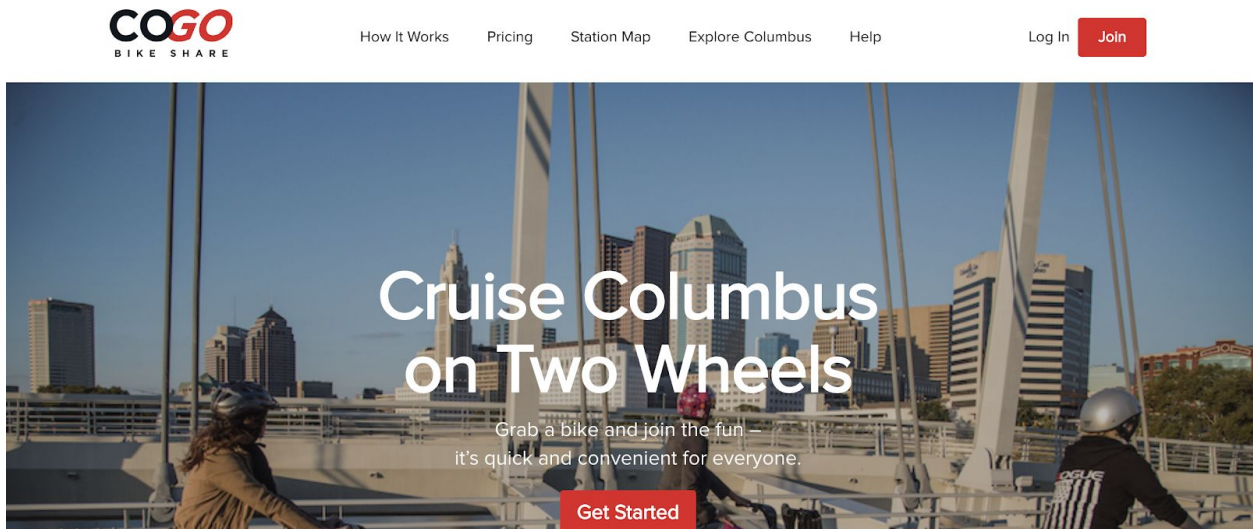 COGO
BIKE SHARE
How It Works
Pricing
Station Map
Explore Columbus
Help
Log In
Join
Cruise Columbus
on Two Wheels
Grab a bike and join the fun –
it's quick and convenient for everyone.
Get Started
OGUE